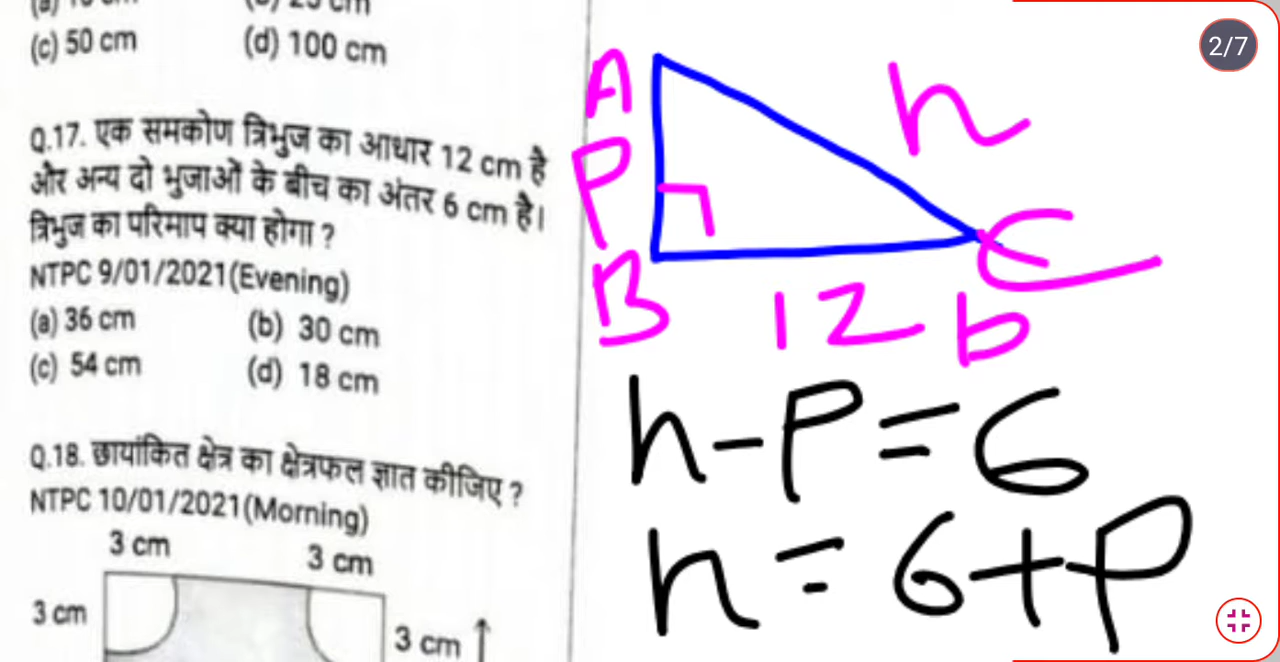 (c) 50 cm (d) 100 cm
Q.17. एक समकोण त्रिभुज का आधार 12 cm है
और अन्य दो भुजाओं के बीच का अंतर 6 cm है।
त्रिभुज का परिमाप क्या होगा ?
NTPC 9/01/2021(Evening)
(a) 36 cm (b) 30 cm
(c) 54 cm (d) 18 cm
Q.18. छायांकित क्षेत्र का क्षेत्रफल ज्ञात कीजिए ?
NTPC 10/01/2021(Morning)
3 cm 3 cm
3 cm 3 cm
2/7
A
h
P
B
C
12 b
h-P=6
h=6+P